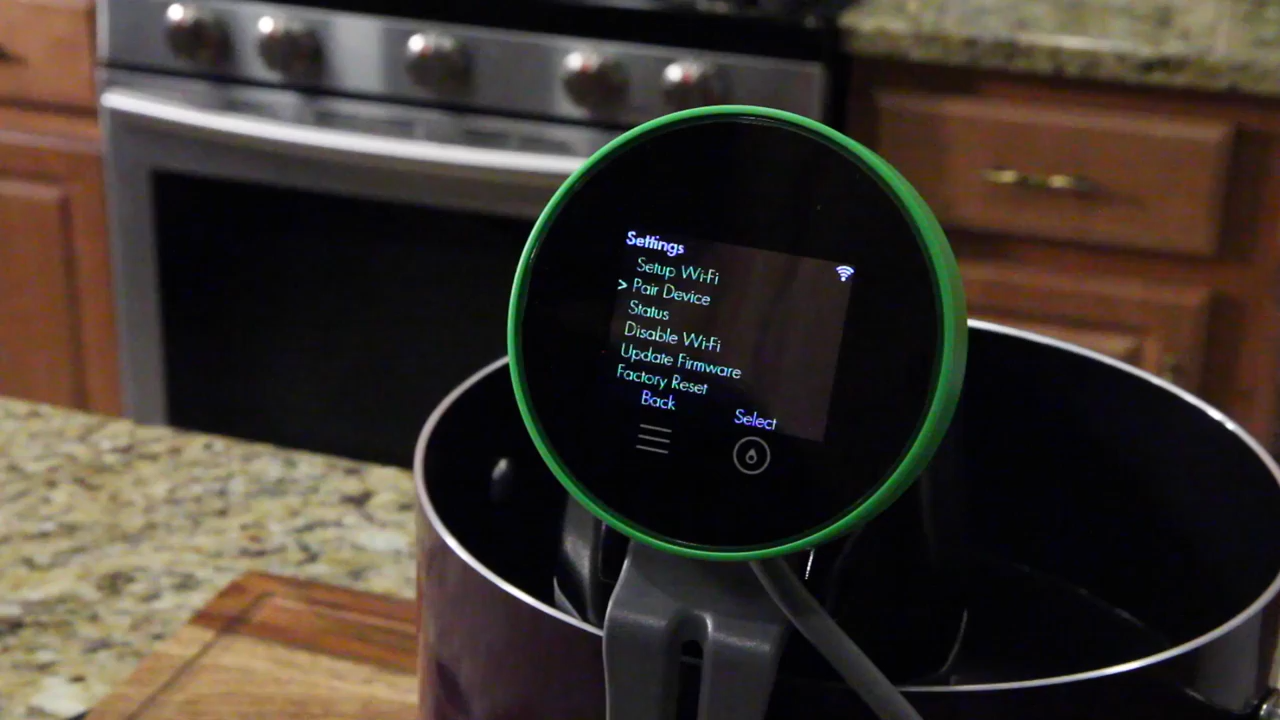 Settings
Setup Wi-Fi
> Pair Device
Status
Disable Wi-Fi
Update Firmware
Factory Reset
Back Select